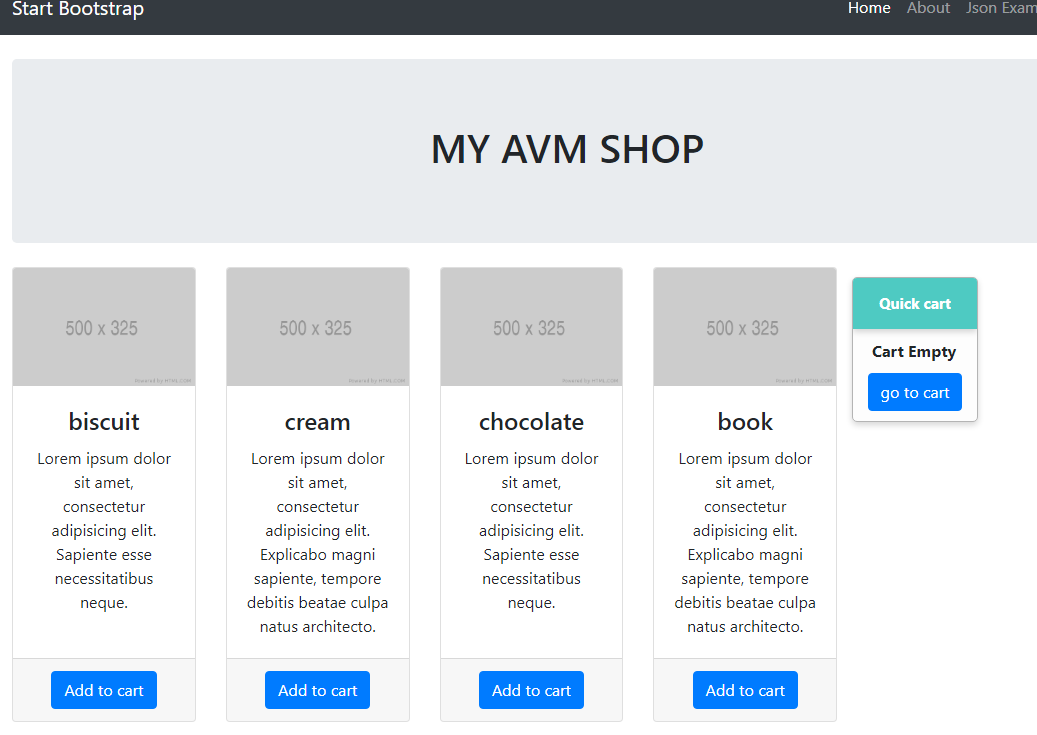 Start Bootstrap
Home About Json Exam
MY AVM SHOP
500 x 325
Powered by HTML.COM
biscuit
Lorem ipsum dolor
sit amet,
consectetur
adipisicing elit.
Sapiente esse
necessitatibus
neque.
Add to cart
500 x 325
Powered by HTML.COM
cream
Lorem ipsum dolor
sit amet,
consectetur
adipisicing elit.
Explicabo magni
sapiente, tempore
debitis beatae culpa
natus architecto.
Add to cart
500 x 325
Powered by HTML.COM
chocolate
Lorem ipsum dolor
sit amet,
consectetur
adipisicing elit.
Sapiente esse
necessitatibus
neque.
Add to cart
500 x 325
Powered by HTML.COM
book
Lorem ipsum dolor
sit amet,
consectetur
adipisicing elit.
Explicabo magni
sapiente, tempore
debitis beatae culpa
natus architecto.
Add to cart
Quick cart
Cart Empty
go to cart